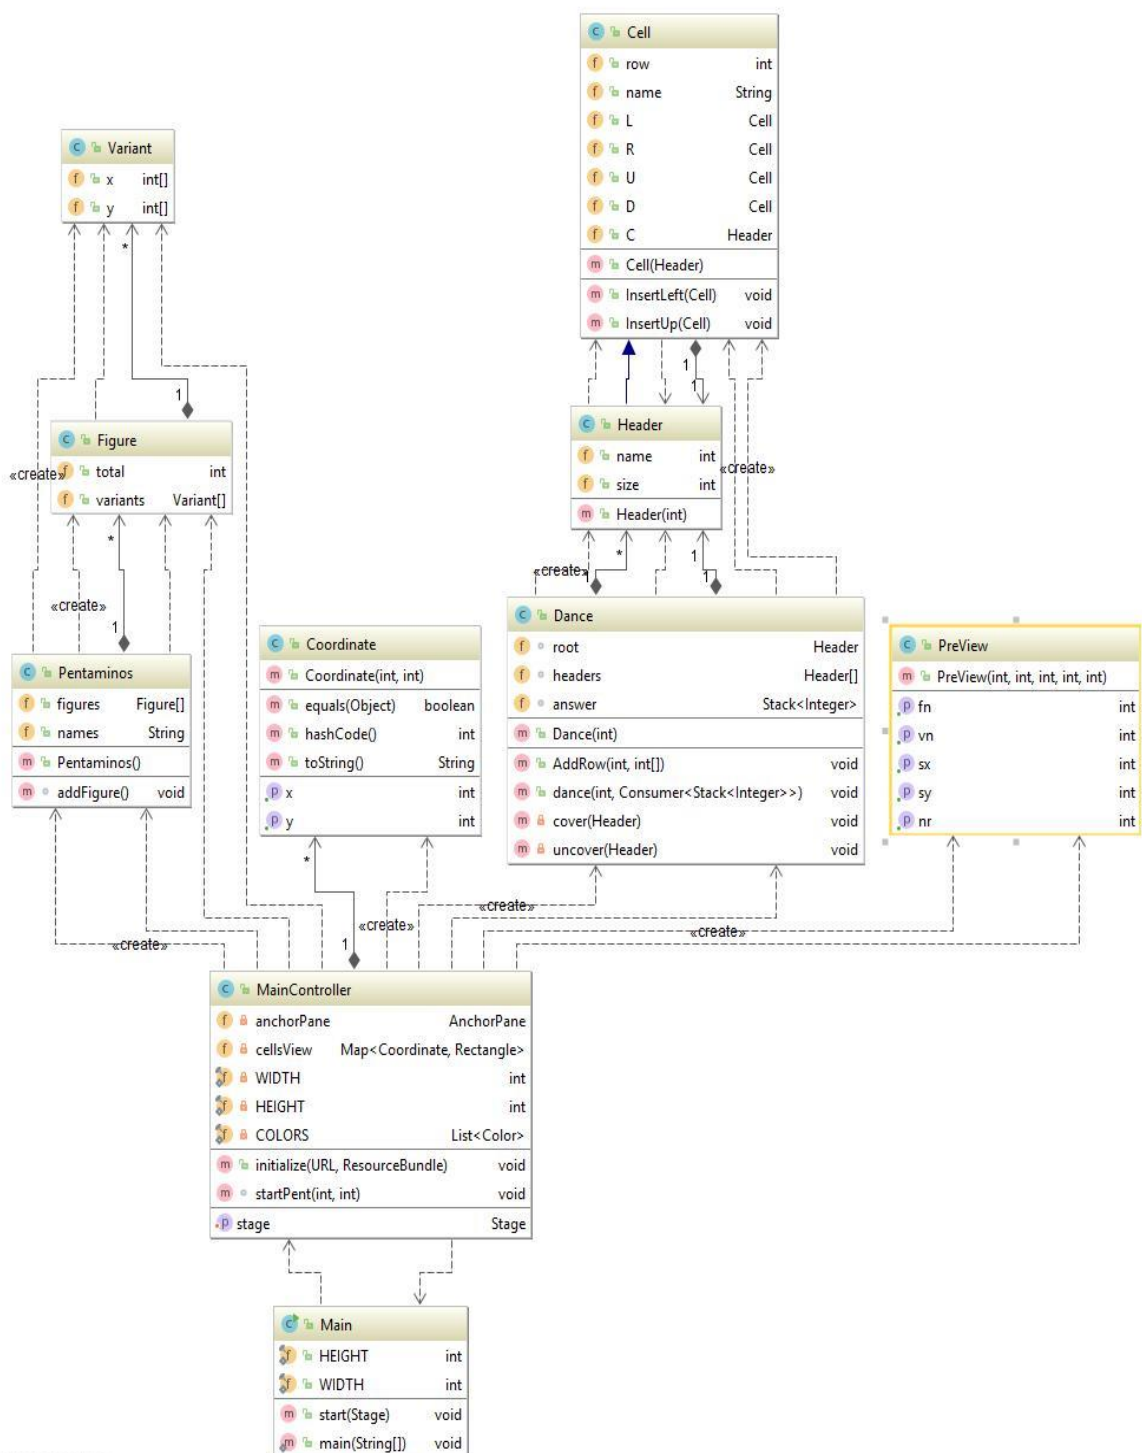 Cell
row int
name String
L Cell
R Cell
U Cell
D Cell
C Header
Cell(Header)
InsertLeft(Cell) void
InsertUp(Cell) void
Variant
x int[]
y int[]
*
1
1
1
Figure
total int
variants Variant[]
«create»
Header
name int
size int
Header(int)
«create»
*
1
*
1
«create»
1
1
«create»
1
Pentaminos
figures Figure[]
names String
Pentaminos()
addFigure() void
Coordinate
Coordinate(int, int)
equals(Object) boolean
hashCode() int
toString() String
x int
y int
Dance
root Header
headers Header[]
answer Stack<Integer>
Dance(int)
AddRow(int, int[]) void
dance(int, Consumer<Stack<Integer>>) void
cover(Header) void
uncover(Header) void
PreView
PreView(int, int, int, int, int)
fn int
vn int
sx int
sy int
nr int
*
«create»
«create»
«create»
«create»
1
MainController
anchorPane AnchorPane
cellsView Map<Coordinate, Rectangle>
WIDTH int
HEIGHT int
COLORS List<Color>
initialize(URL, ResourceBundle) void
startPent(int, int) void
stage Stage
Main
HEIGHT int
WIDTH int
start(Stage) void
main(String[]) void